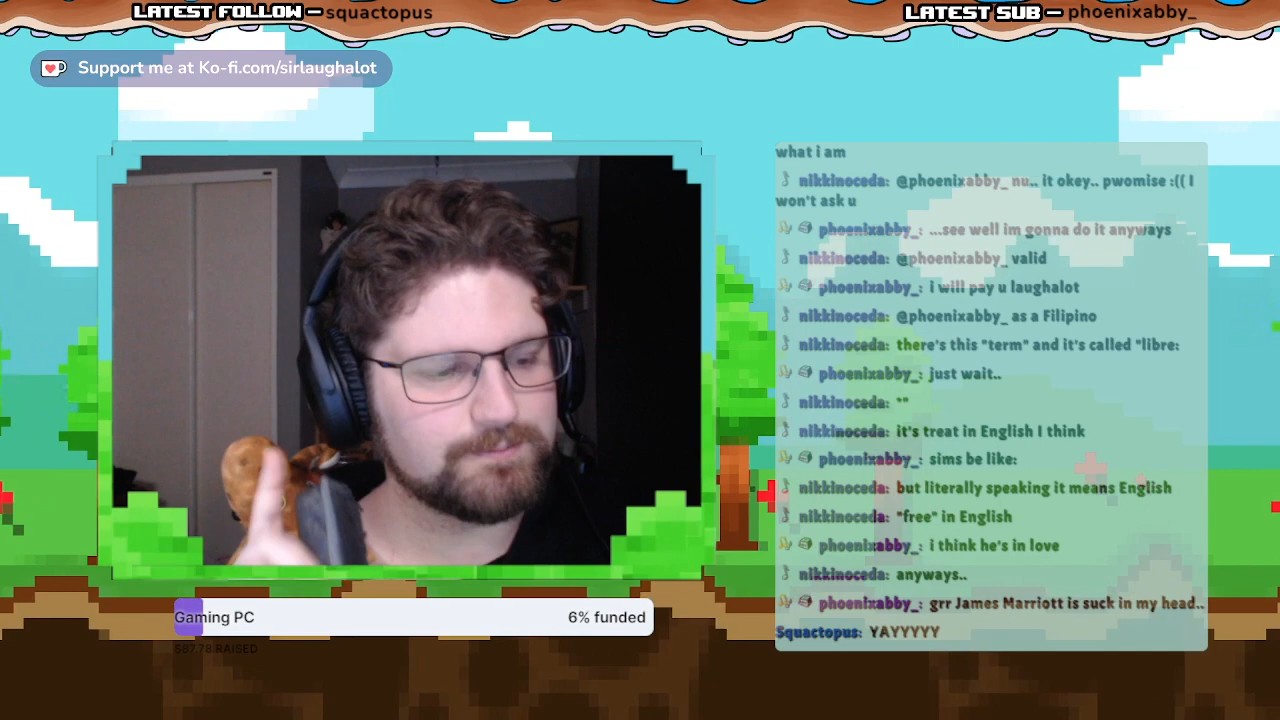 LATEST FOLLOW – squactopus
LATEST SUB – phoenixabby_
Support me at Ko-fi.com/sirlaughalot
what i am
nikkinoceda: @phoenixabby_ nu.. it okey.. pwomise :(( I
won't ask u
phoenixabby_: ...see well im gonna do it anyways
nikkinoceda: @phoenixabby_ valid
phoenixabby_: i will pay u laughalot
nikkinoceda: @phoenixabby_ as a Filipino
nikkinoceda: there's this "term" and it's called "libre:
phoenixabby_: just wait..
nikkinoceda: *"
nikkinoceda: it's treat in English I think
phoenixabby_: sims be like:
nikkinoceda: but literally speaking it means English
nikkinoceda: "free" in English
phoenixabby_: i think he's in love
nikkinoceda: anyways..
phoenixabby_: grr James Marriott is suck in my head..
Squactopus: YAYYYYY
Gaming PC 6% funded
$87.78 RAISED